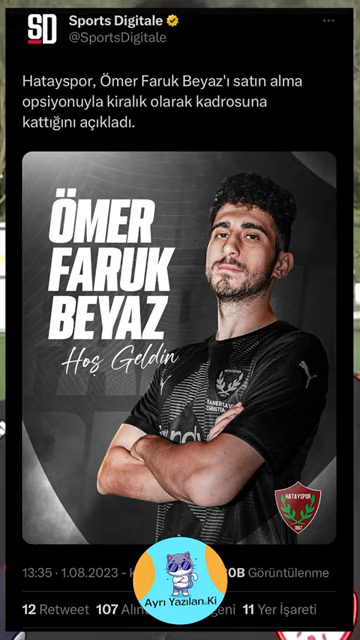 SD Sports Digitale
@SportsDigitale
Hatayspor, Ömer Faruk Beyaz'ı satın alma
opsiyonuyla kiralık olarak kadrosuna
kattığını açıkladı.
ÖMER
FARUK
BEYAZ
Hoş Geldin
HATAYSPOR
1967
13:35 · 1.08.2023
Görüntülenme
Ayrı Yazılan.Ki
12 Retweet 107 11 Yer İşareti